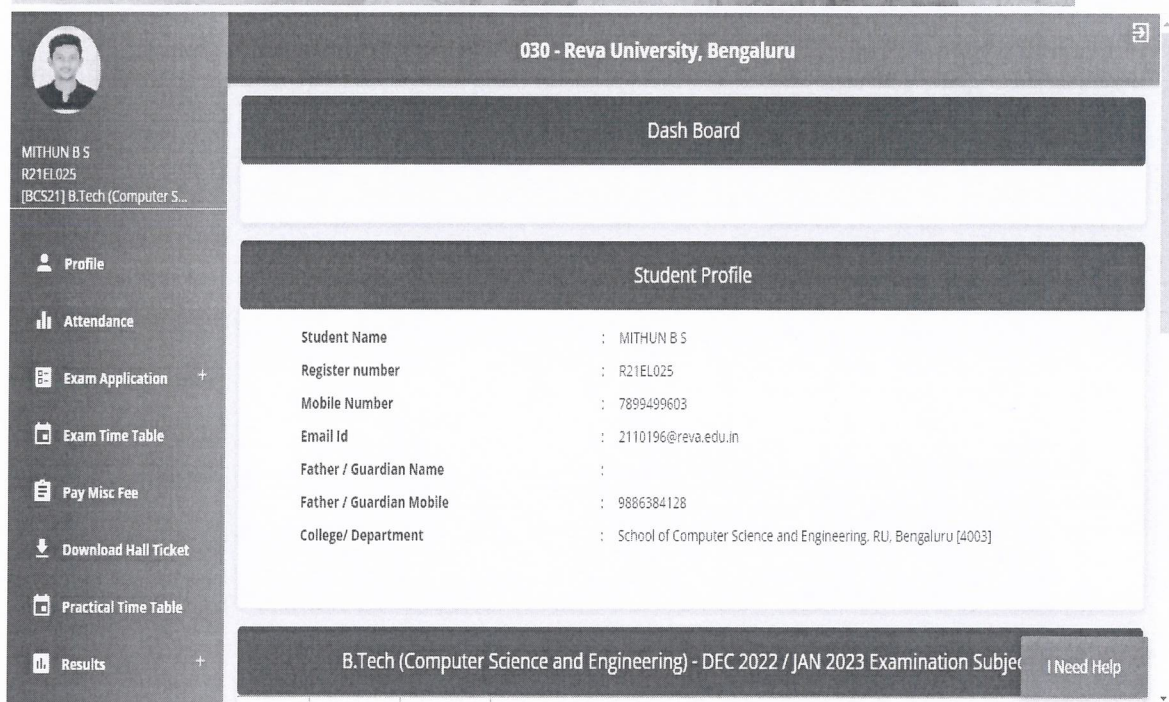 030 - Reva University, Bengaluru
MITHUN B S
R21EL025
[BCS21] B.Tech (Computer S...
Profile
Attendance
Exam Application +
Exam Time Table
Pay Misc Fee
Download Hall Ticket
Practical Time Table
Results +
Dash Board
Student Profile
Student Name : MITHUN B S
Register number : R21EL025
Mobile Number : 7899499603
Email Id : 2110196@reva.edu.in
Father / Guardian Name :
Father / Guardian Mobile : 9886384128
College/ Department : School of Computer Science and Engineering, RU, Bengaluru [4003]
B.Tech (Computer Science and Engineering) - DEC 2022 / JAN 2023 Examination Subjec
I Need Help